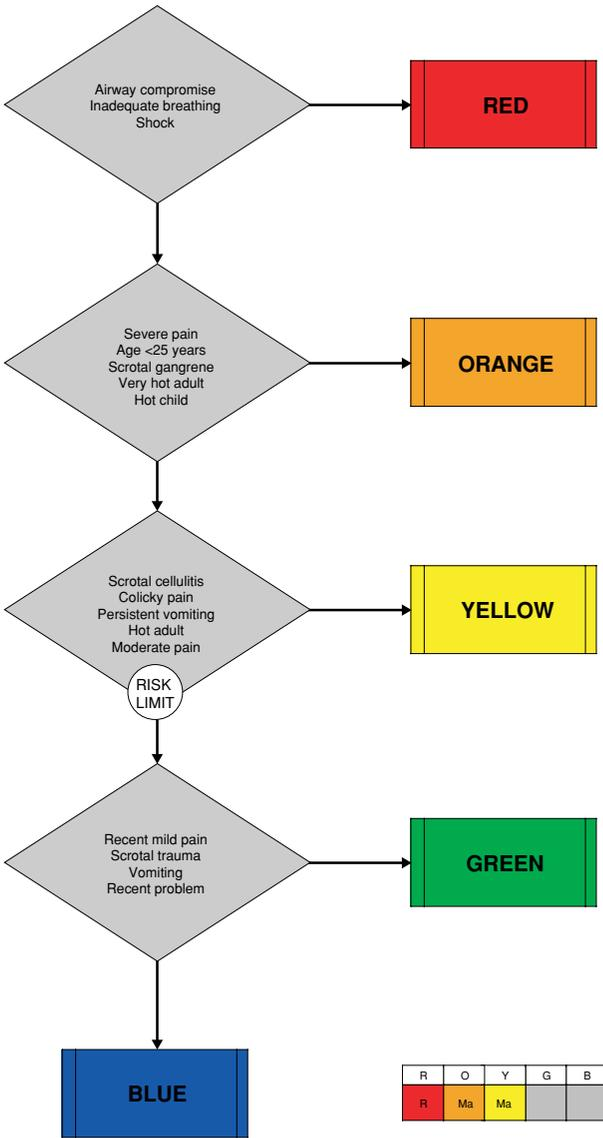 Airway compromise
Inadequate breathing
Shock
RED
Severe pain
Age <25 years
Scrotal gangrene
Very hot adult
Hot child
ORANGE
Scrotal cellulitis
Colicky pain
Persistent vomiting
Hot adult
Moderate pain
YELLOW
RISK
LIMIT
Recent mild pain
Scrotal trauma
Vomiting
Recent problem
GREEN
BLUE
R O Y G B
R Ma Ma